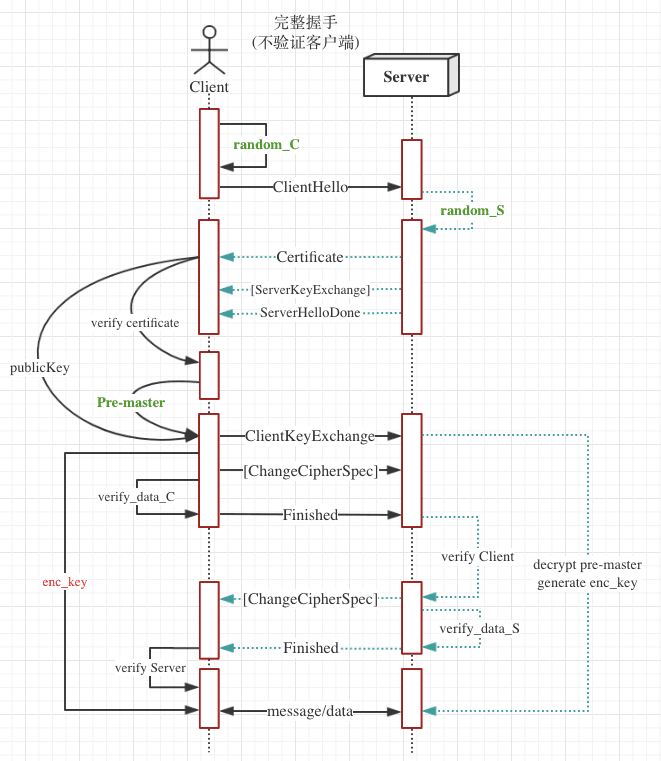 完整握手
(不验证客户端)
Client
Server
random_C
ClientHello
random_S
Certificate
[ServerKeyExchange]
ServerHelloDone
verify certificate
publicKey
Pre-master
ClientKeyExchange
[ChangeCipherSpec]
verify_data_C
Finished
verify Client
decrypt pre-master
generate enc_key
enc_key
[ChangeCipherSpec]
verify_data_S
Finished
verify Server
message/data